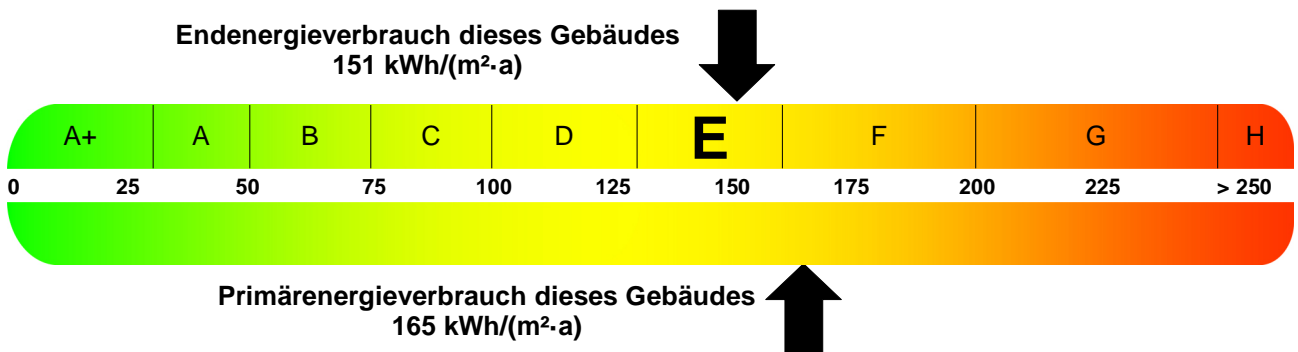 Endenergieverbrauch dieses Gebäudes
151 kWh/(m²·a)
A+ A B C D E F G H
0 25 50 75 100 125 150 175 200 225 > 250
Primärenergieverbrauch dieses Gebäudes
165 kWh/(m²·a)